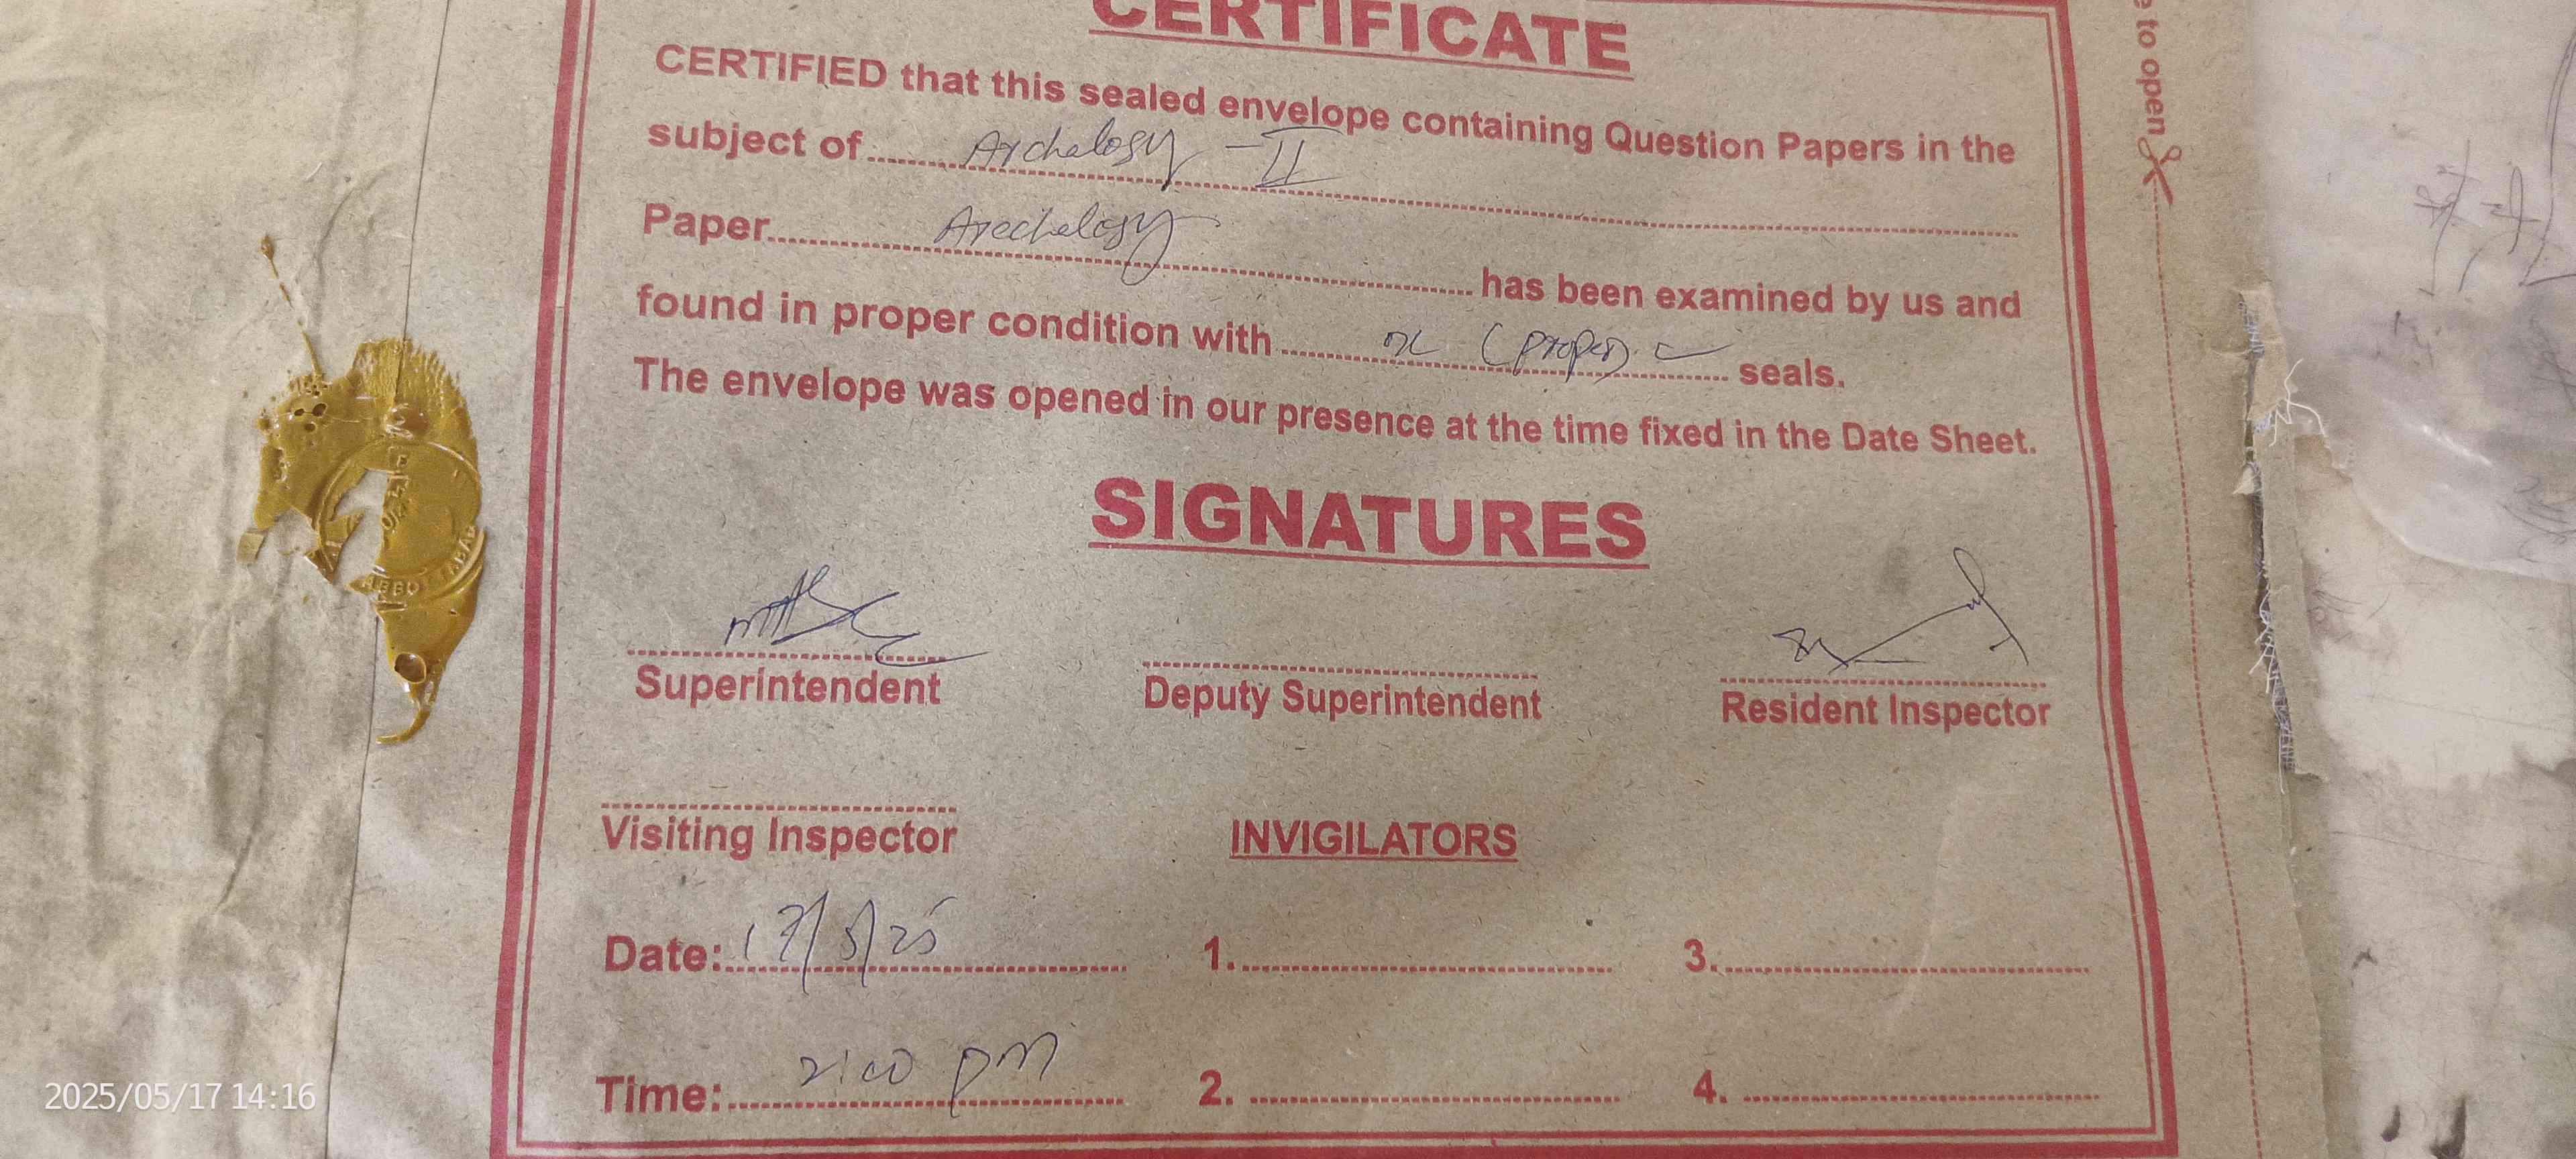 CERTIFICATE
CERTIFIED that this sealed envelope containing Question Papers in the
subject of Archelogy - II
Paper Arechelogy has been examined by us and
found in proper condition with (proper) seals.
The envelope was opened in our presence at the time fixed in the Date Sheet.
SIGNATURES
Superintendent Deputy Superintendent Resident Inspector
Visiting Inspector INVIGILATORS
Date: 17/5/25 1. 3.
Time: 2:00 pm 2. 4.
to open
2025/05/17 14:16